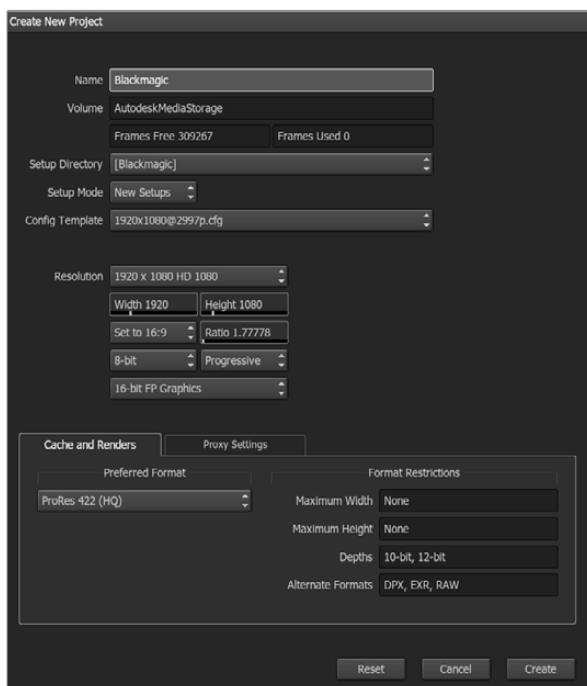 Create New Project
Name Blackmagic
Volume AutodeskMediaStorage
Frames Free 309267 Frames Used 0
Setup Directory [Blackmagic]
Setup Mode New Setups
Config Template 1920x1080@2997p.cfg
Resolution 1920 x 1080 HD 1080
Width 1920 Height 1080
Set to 16:9 Ratio 1.77778
8-bit Progressive
16-bit FP Graphics
Cache and Renders Proxy Settings
Preferred Format Format Restrictions
ProRes 422 (HQ) Maximum Width None
Maximum Height None
Depths 10-bit, 12-bit
Alternate Formats DPX, EXR, RAW
Reset Cancel Create